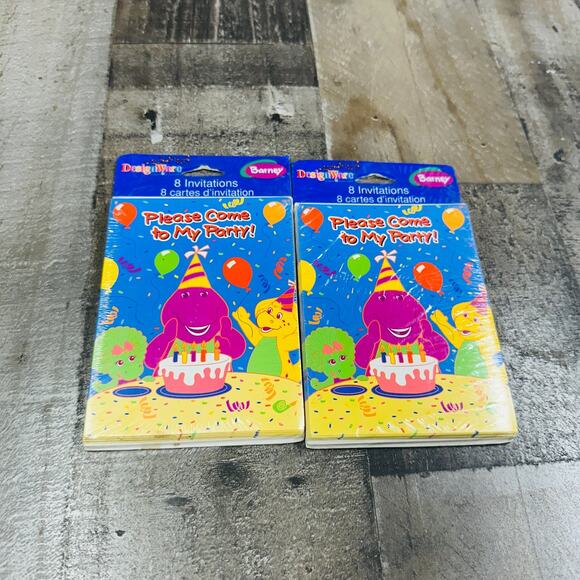 DesignWare
Barney
8 Invitations
8 cartes d'invitation
Please Come
to My Party!
DesignWare
Barney
8 Invitations
8 cartes d'invitation
Please Come
to My Party!